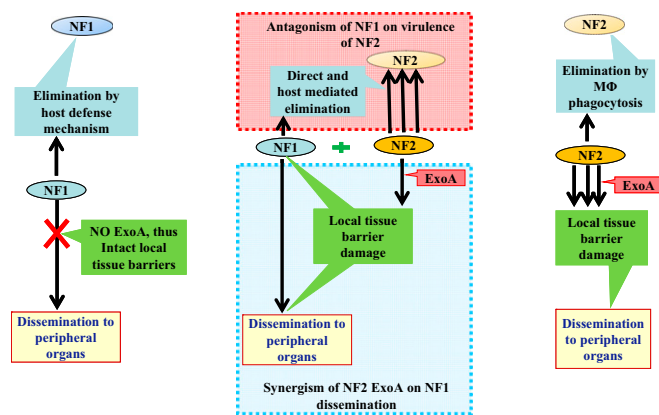 NF1
Elimination by
host defense
mechanism
NF1
NO ExoA, thus
Intact local
tissue barriers
Dissemination to
peripheral
organs
Antagonism of NF1 on virulence
of NF2
NF2
Direct and
host mediated
elimination
NF1
NF2
ExoA
Local tissue
barrier
damage
Dissemination to
peripheral
organs
Synergism of NF2 ExoA on NF1
dissemination
NF2
Elimination by
MΦ
phagocytosis
NF2
ExoA
Local tissue
barrier
damage
Dissemination
to peripheral
organs